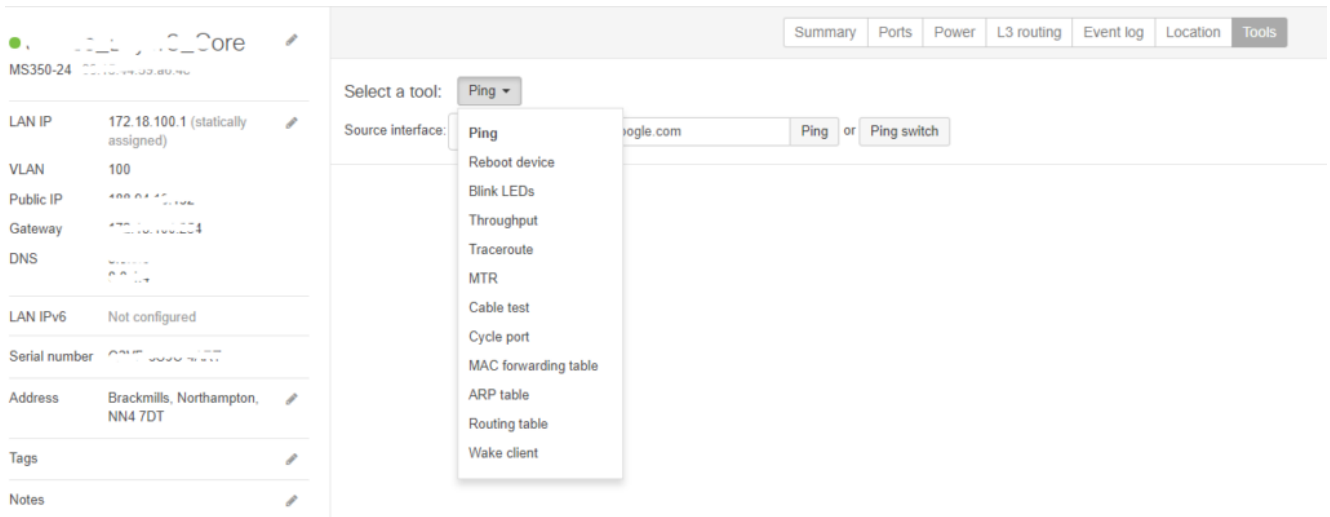 Core
MS350-24
LAN IP 172.18.100.1 (statically
assigned)
VLAN 100
Public IP
Gateway
DNS
LAN IPv6 Not configured
Serial number
Address Brackmills, Northampton,
NN4 7DT
Tags
Notes
Summary Ports Power L3 routing Event log Location Tools
Select a tool: Ping
Source interface: oogle.com Ping or Ping switch
Ping
Reboot device
Blink LEDs
Throughput
Traceroute
MTR
Cable test
Cycle port
MAC forwarding table
ARP table
Routing table
Wake client